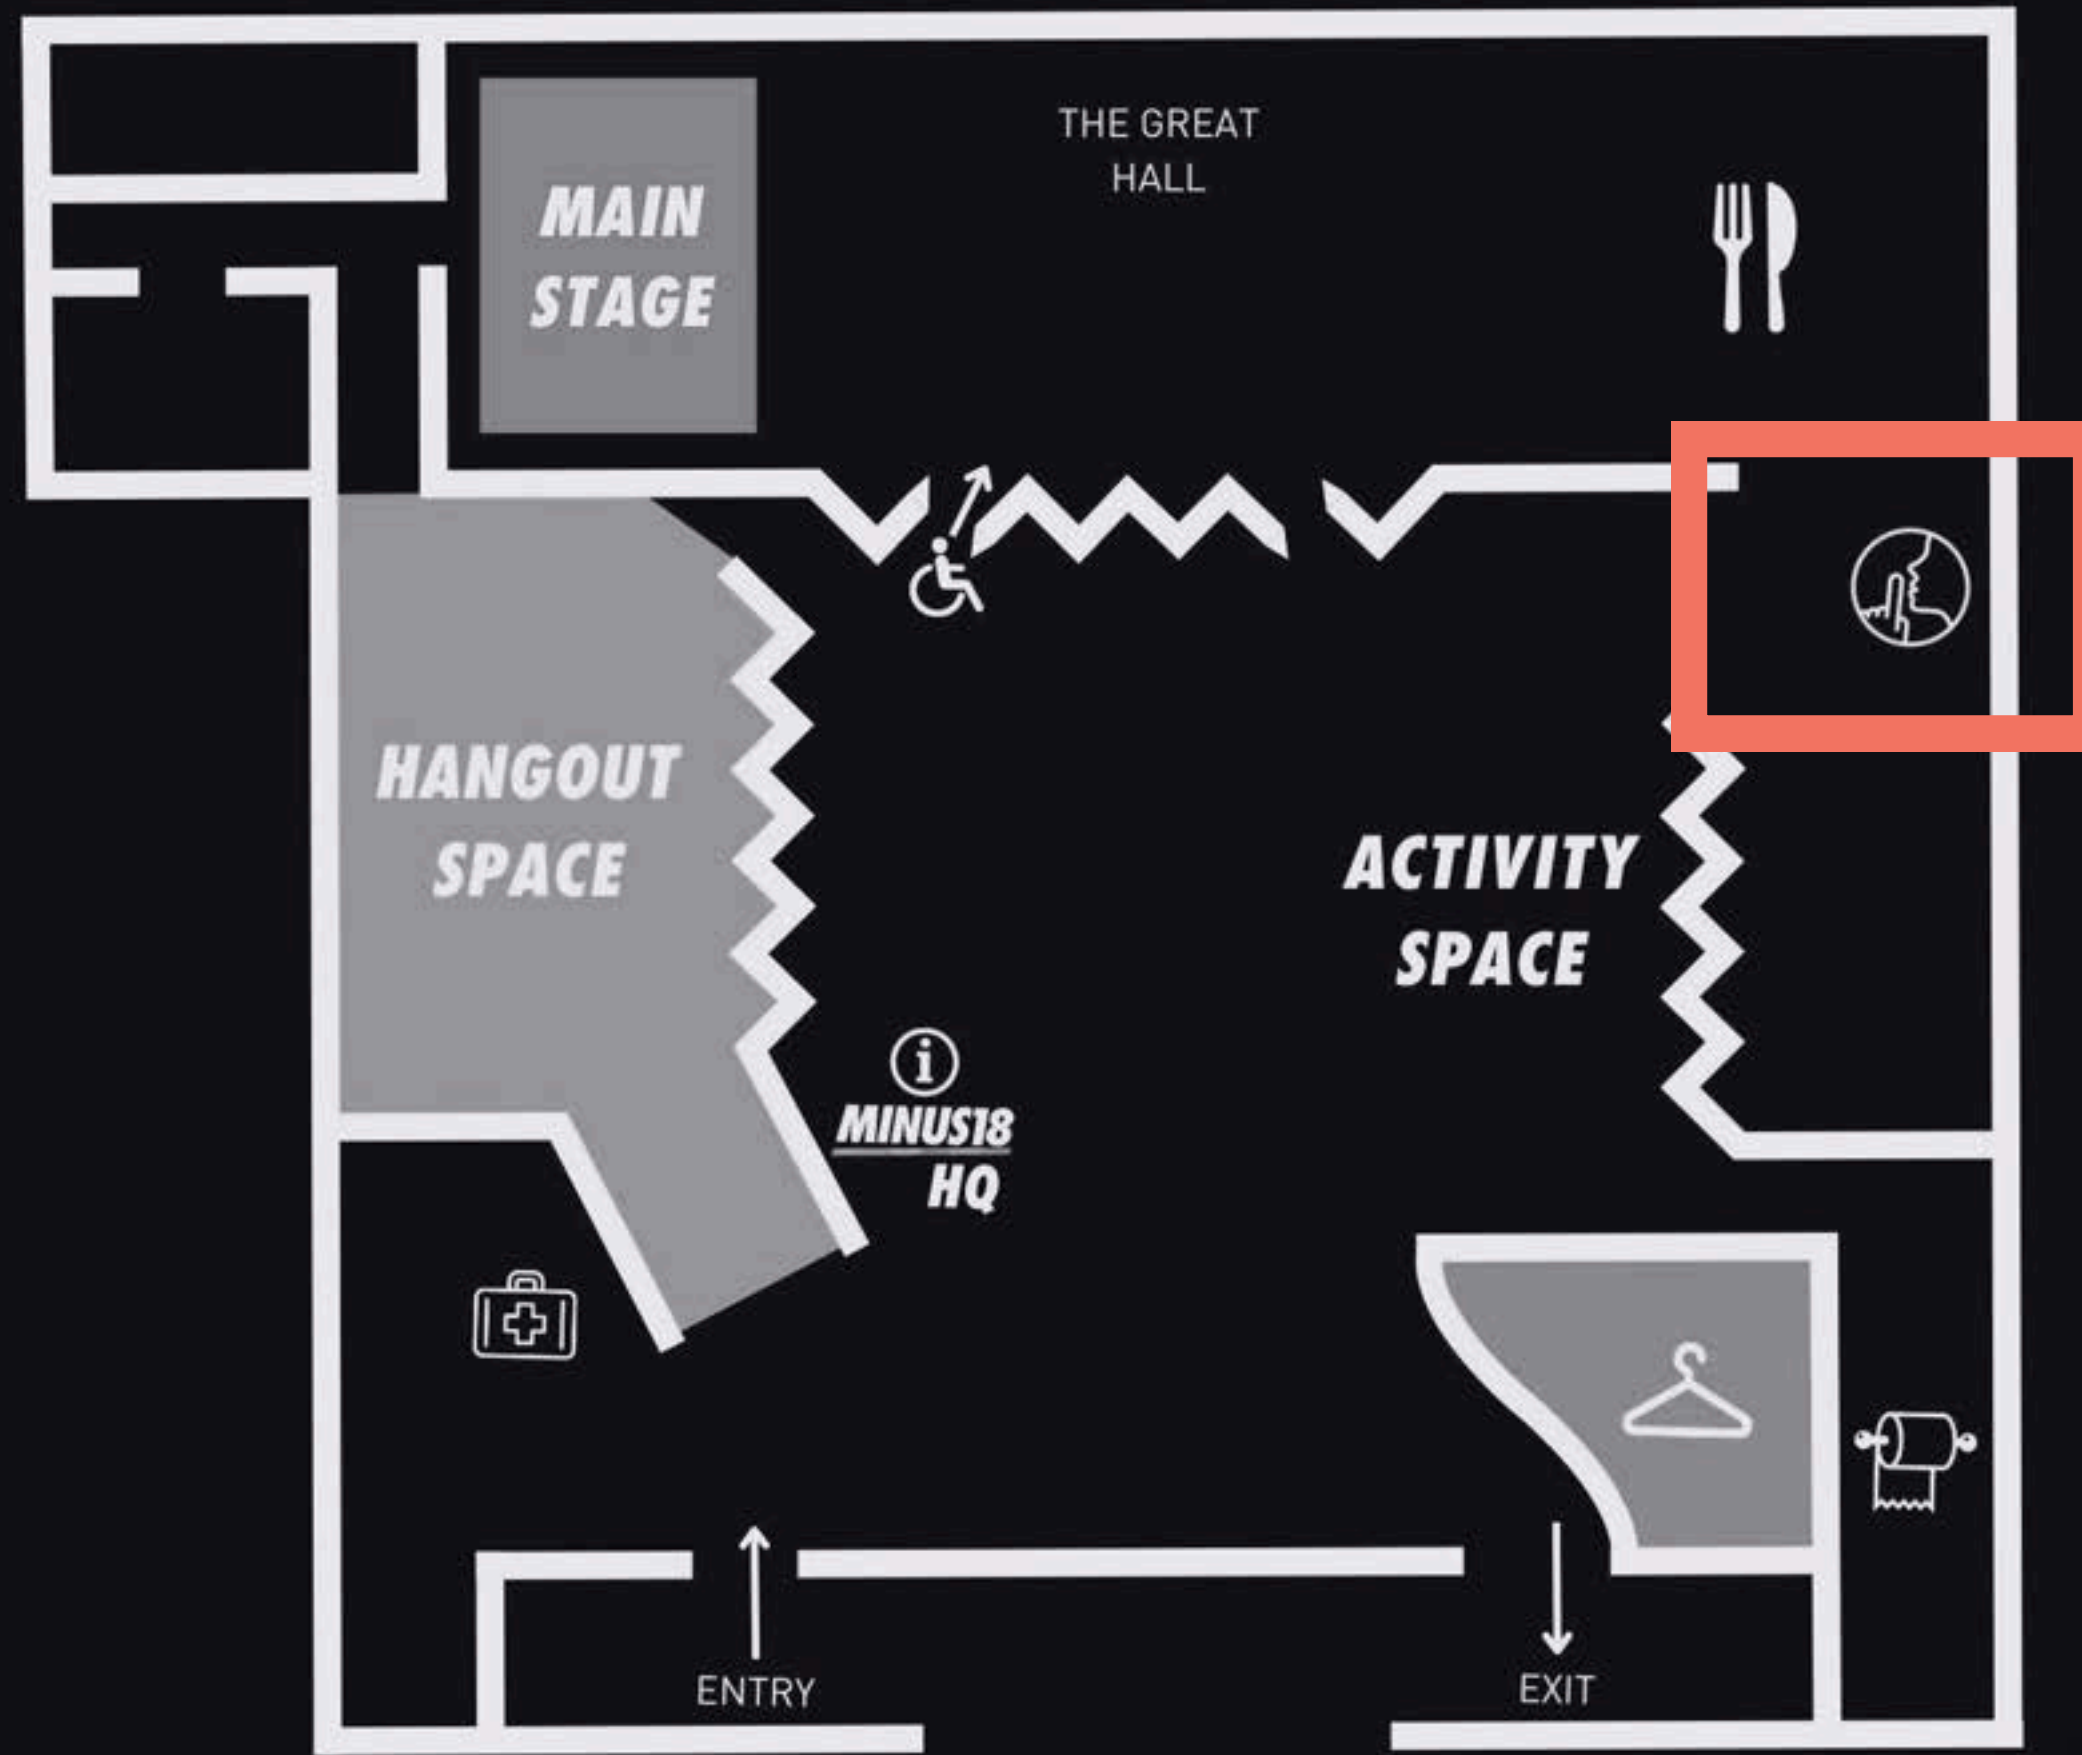 THE GREAT
HALL
MAIN
STAGE
HANGOUT
SPACE
ACTIVITY
SPACE
i
MINUS18
HQ
ENTRY
EXIT